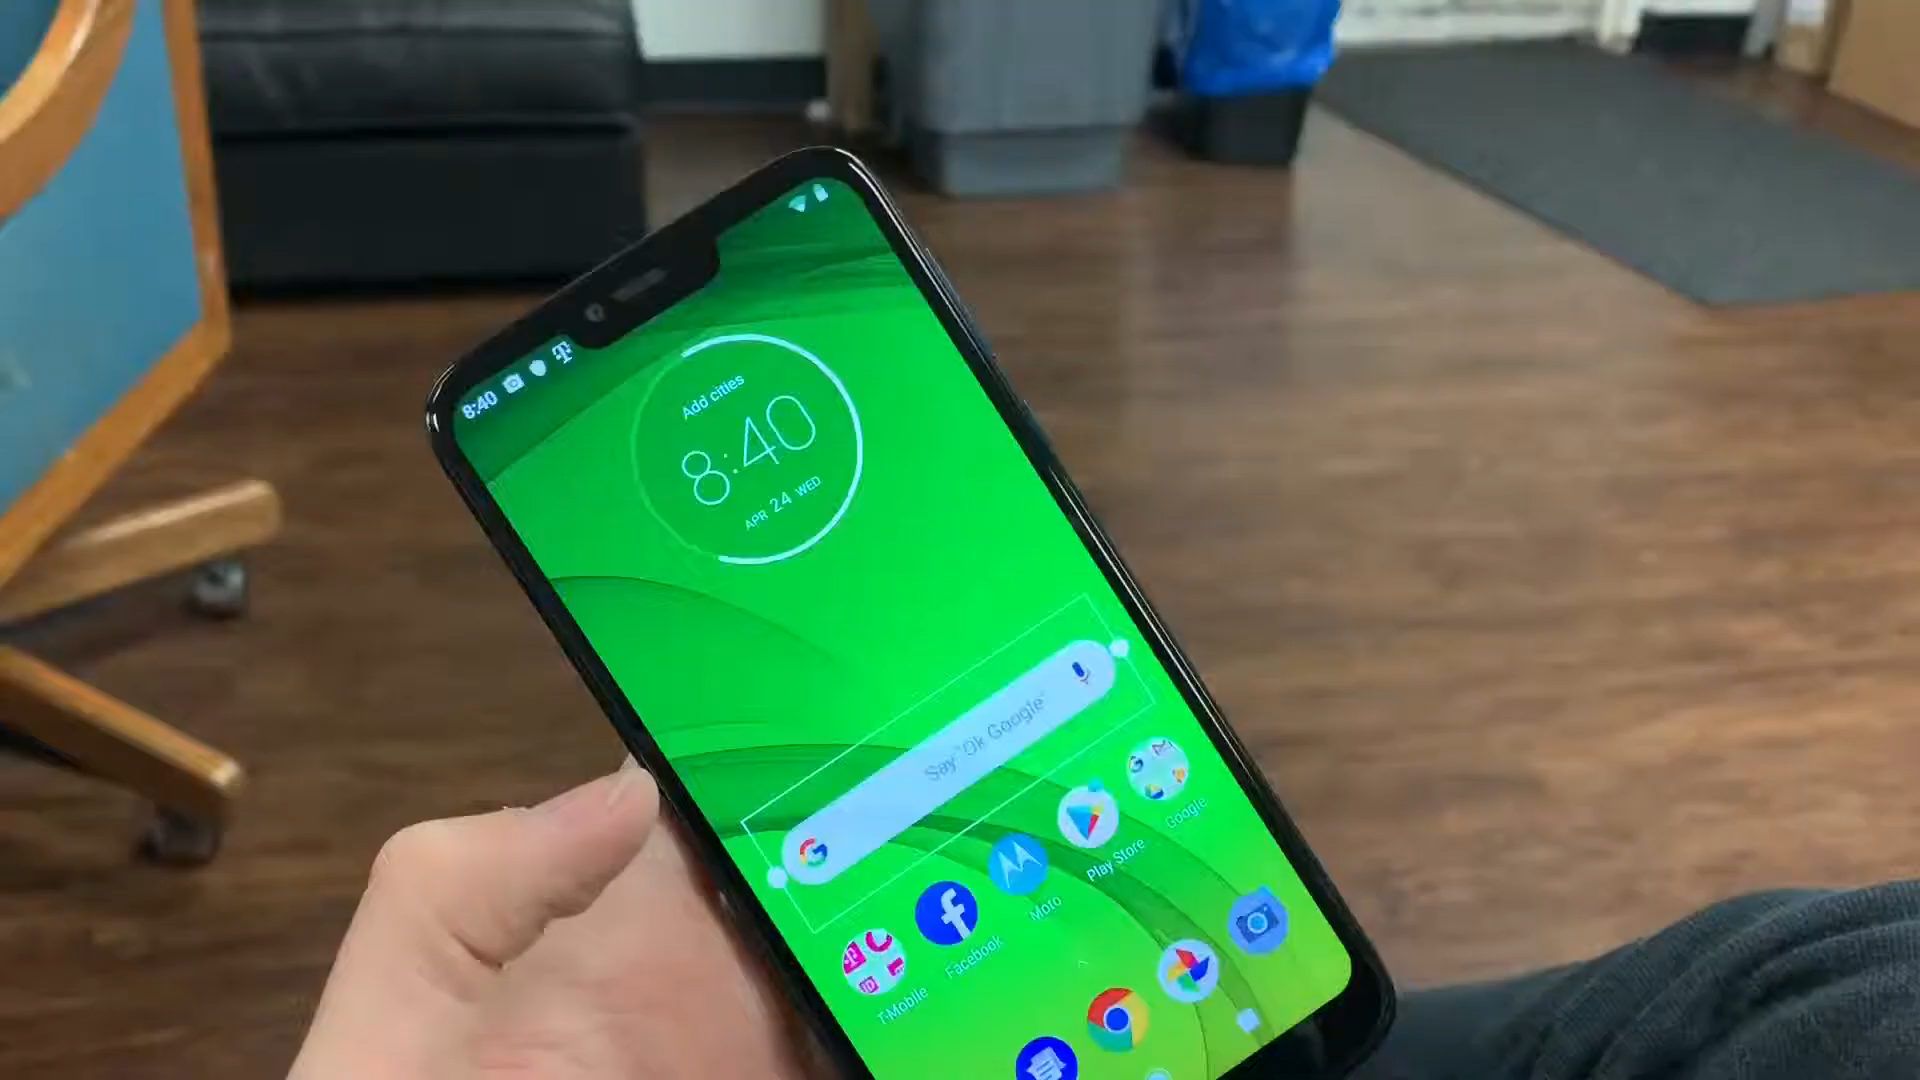 8:40
Add cities
8:40
APR 24 WED
Say "Ok Google"
Google
Play Store
Moto
Facebook
T-Mobile